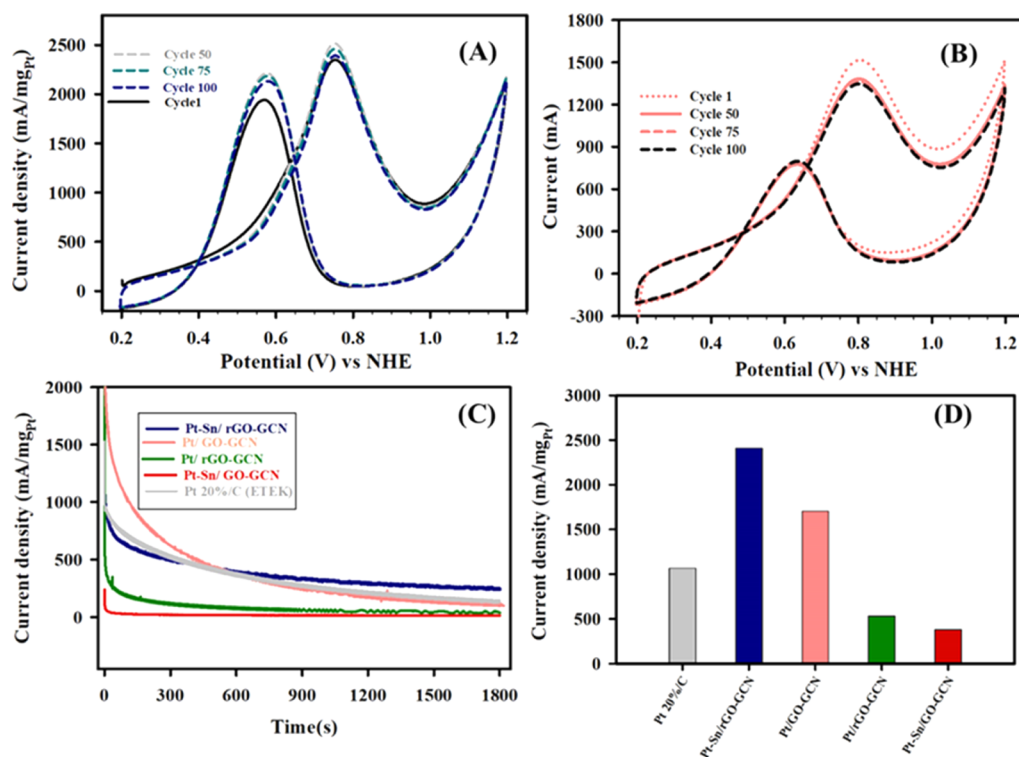 (A)
Cycle 50
Cycle 75
Cycle 100
Cycle1
Current density (mA/mgPt)
2500
2000
1500
1000
500
0
0.2 0.4 0.6 0.8 1.0 1.2
Potential (V) vs NHE
(B)
Cycle 1
Cycle 50
Cycle 75
Cycle 100
Current (mA)
1800
1500
1200
900
600
300
0
-300
0.2 0.4 0.6 0.8 1.0 1.2
Potential (V) vs NHE
(C)
Pt-Sn/ rGO-GCN
Pt/ GO-GCN
Pt/ rGO-GCN
Pt-Sn/ GO-GCN
Pt 20%/C (ETEK)
Current density (mA/mgPt)
2000
1500
1000
500
0
0 300 600 900 1200 1500 1800
Time(s)
(D)
Current density (mA/mgPt)
3000
2500
2000
1500
1000
500
0
Pt 20%/C
Pt-Sn/rGO-GCN
Pt/GO-GCN
Pt/rGO-GCN
Pt-Sn/GO-GCN